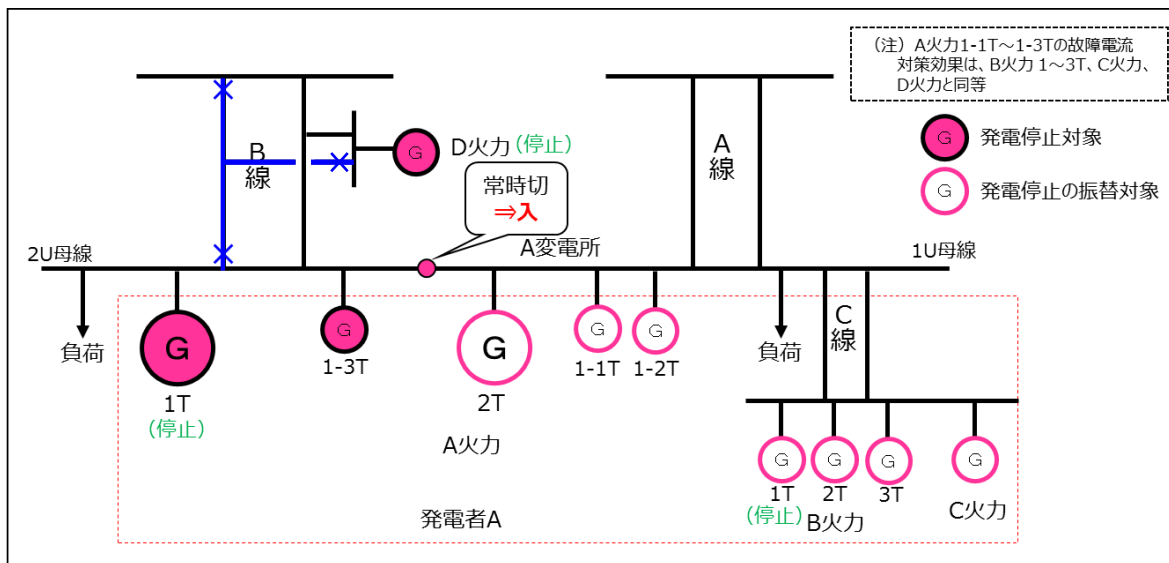 （注）A火力1-1T～1-3Tの故障電流
対策効果は、B火力 1～3T、C火力、
D火力と同等
G 発電停止対象
G 発電停止の振替対象
B線
G
D火力(停止)
A線
常時切
⇒入
A変電所
2U母線
1U母線
負荷
G
1T
(停止)
G
1-3T
G
2T
G
1-1T
G
1-2T
負荷
C線
A火力
G
1T
(停止)
G
2T
G
3T
B火力
G
C火力
発電者A